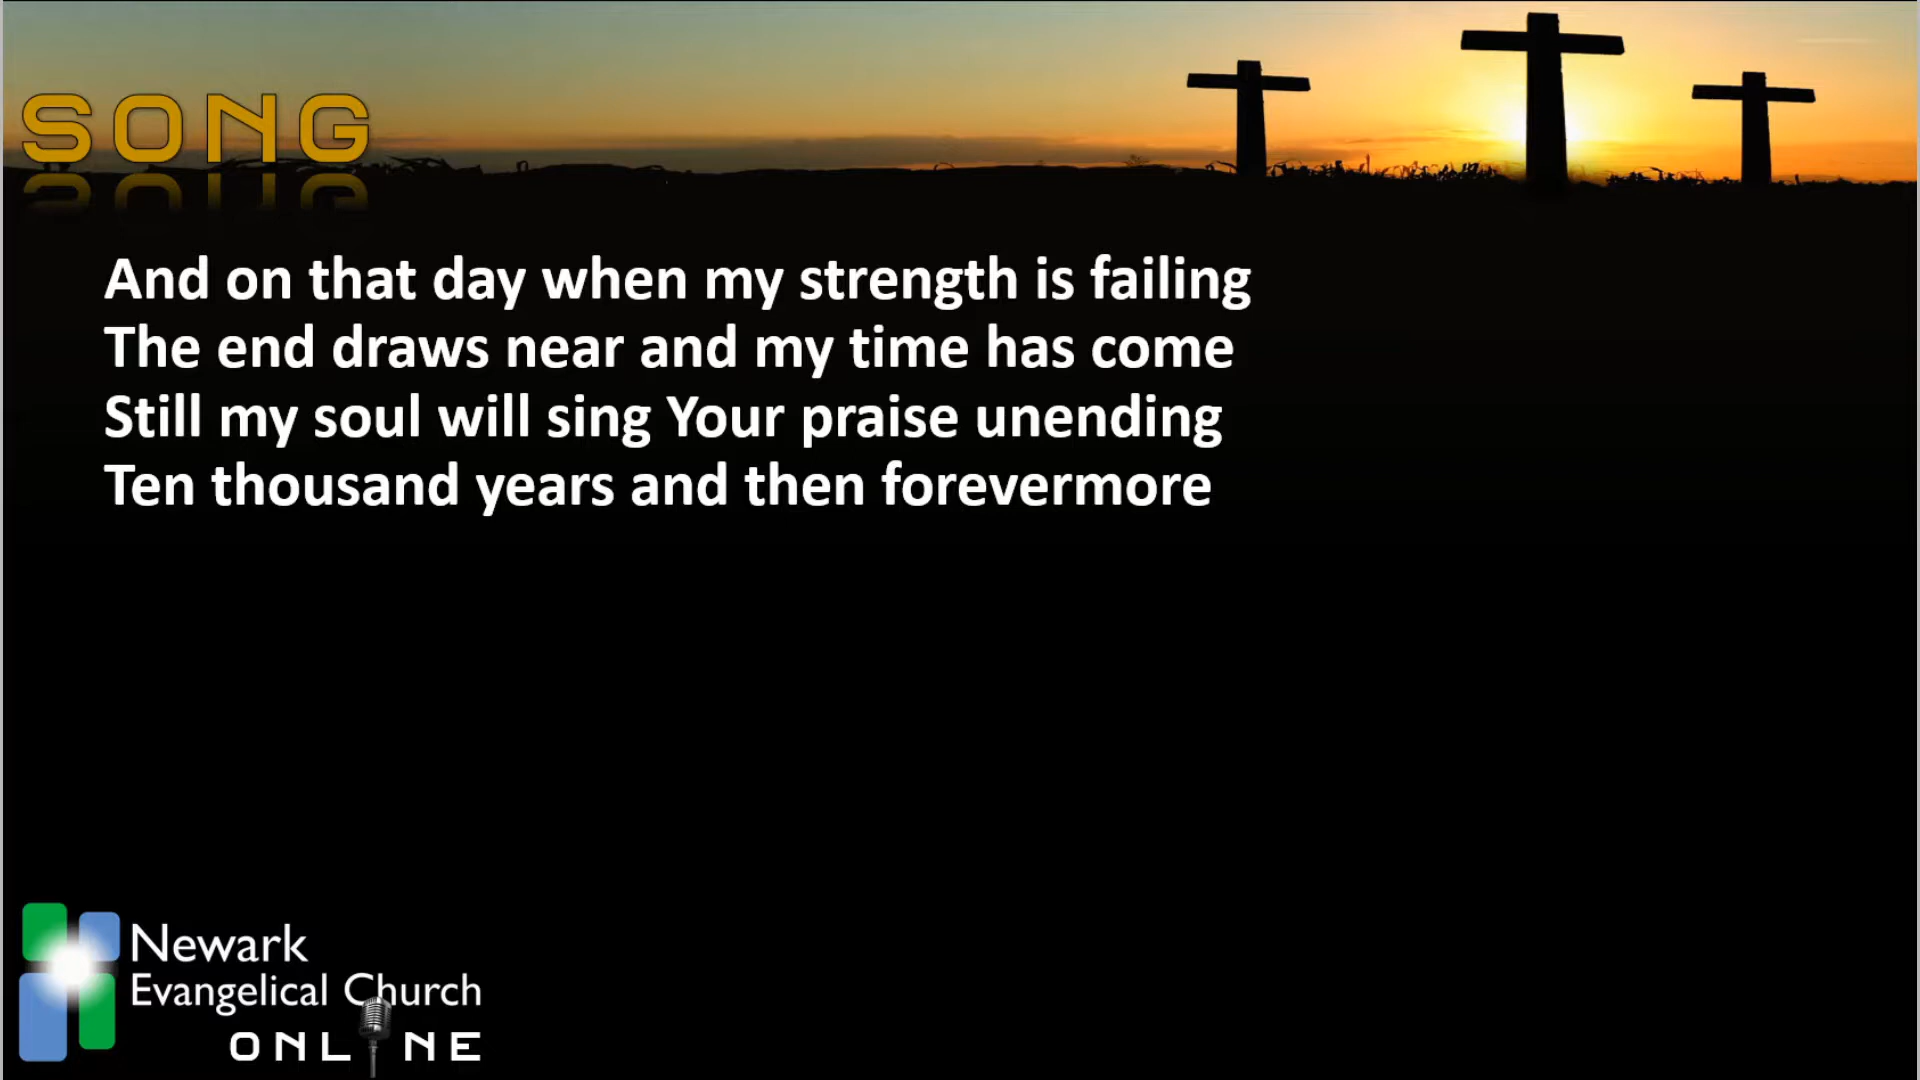 SONG
And on that day when my strength is failing
The end draws near and my time has come
Still my soul will sing Your praise unending
Ten thousand years and then forevermore
Newark
Evangelical Church
ONLINE